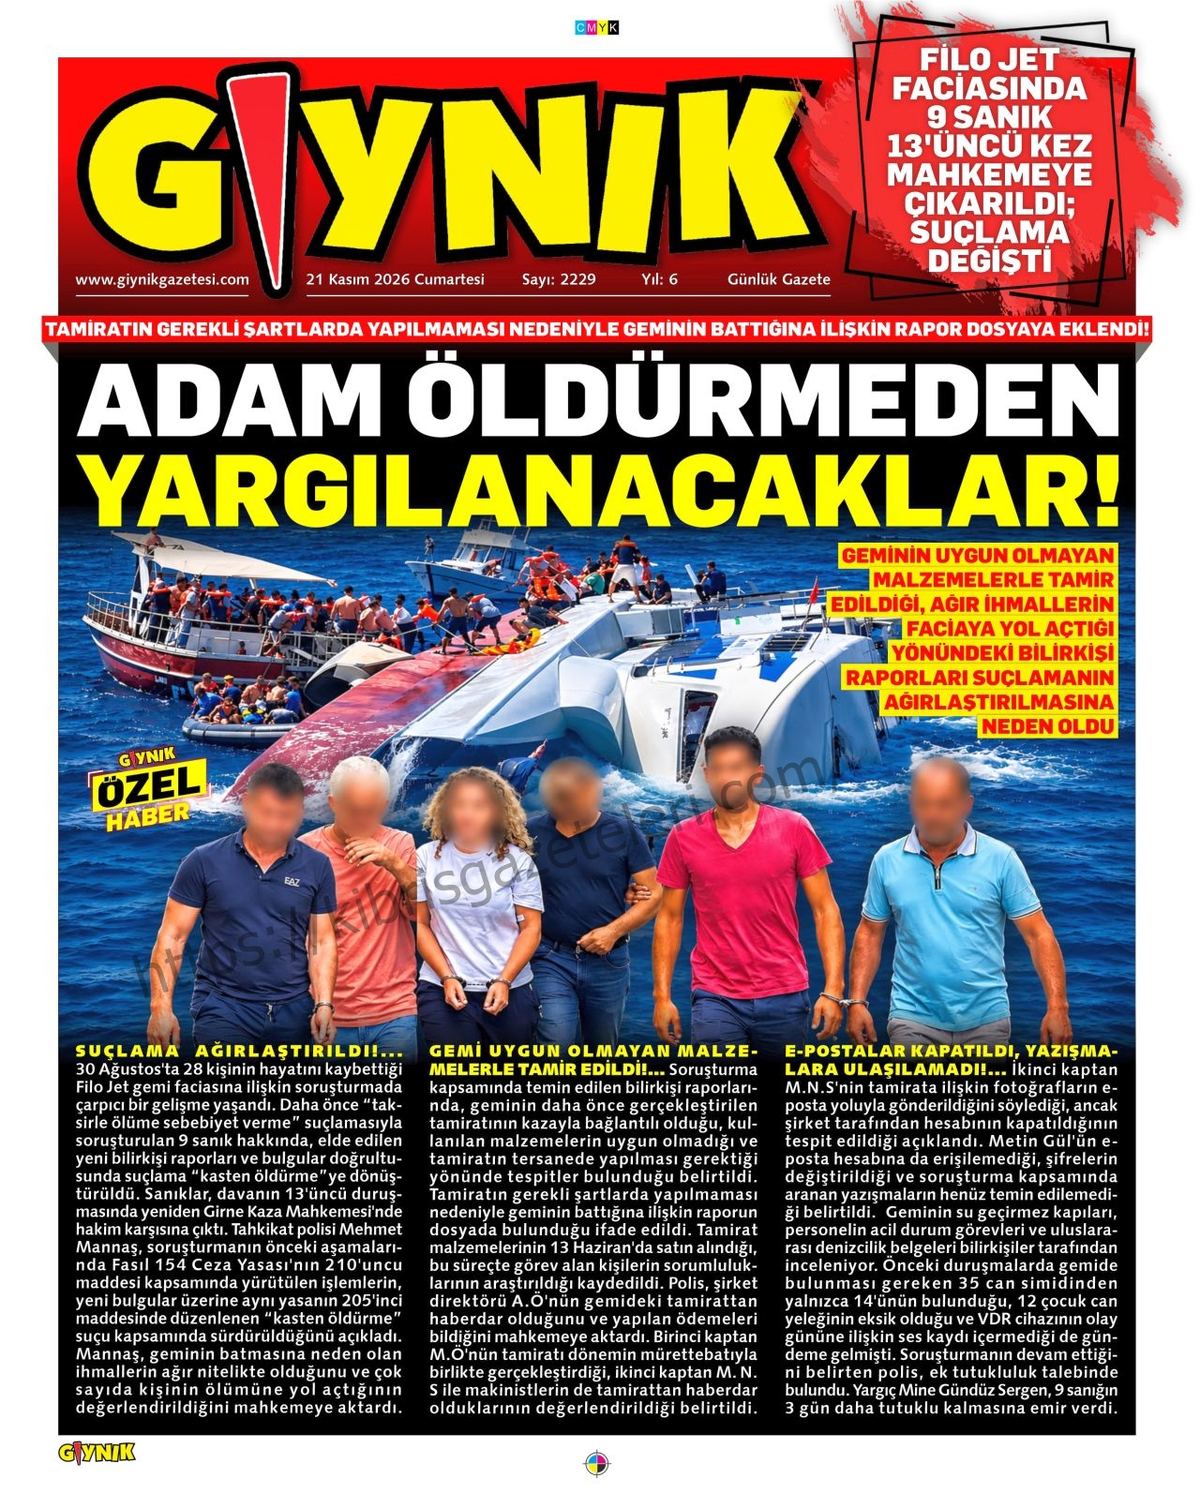 CMYK
GIYNIK
www.giynikgazetesi.com
21 Kasım 2026 Cumartesi
Sayı: 2229
Yıl: 6
Günlük Gazete
FİLO JET
FACİASINDA
9 SANIK
13'ÜNCÜ KEZ
MAHKEMEYE
ÇIKARILDI;
SUÇLAMA
DEĞİŞTİ
TAMİRATIN GEREKLİ ŞARTLARDA YAPILMAMASI NEDENİYLE GEMİNİN BATTIĞINA İLİŞKİN RAPOR DOSYAYA EKLENDİ!
ADAM ÖLDÜRMEDEN
YARGILANACAKLAR!
GEMİNİN UYGUN OLMAYAN
MALZEMELERLE TAMİR
EDİLDİĞİ, AĞIR İHMALLERİN
FACİAYA YOL AÇTIĞI
YÖNÜNDEKİ BİLİRKİŞİ
RAPORLARI SUÇLAMANIN
AĞIRLAŞTIRILMASINA
NEDEN OLDU
GIYNIK
ÖZEL
HABER
EAZ
https://kibrisgazeteleri.com/
SUÇLAMA AĞIRLAŞTIRILDI!...
30 Ağustos'ta 28 kişinin hayatını kaybettiği
Filo Jet gemi faciasına ilişkin soruşturmada
çarpıcı bir gelişme yaşandı. Daha önce “tak-
sirle ölüme sebebiyet verme” suçlamasıyla
soruşturulan 9 sanık hakkında, elde edilen
yeni bilirkişi raporları ve bulgular doğrultu-
sunda suçlama “kasten öldürme”ye dönüş-
türüldü. Sanıklar, davanın 13'üncü duruş-
masında yeniden Girne Kaza Mahkemesi'nde
hakim karşısına çıktı. Tahkikat polisi Mehmet
Mannaş, soruşturmanın önceki aşamaları-
nda Fasıl 154 Ceza Yasası'nın 210'uncu
maddesi kapsamında yürütülen işlemlerin,
yeni bulgular üzerine aynı yasanın 205'inci
maddesinde düzenlenen “kasten öldürme”
suçu kapsamında sürdürüldüğünü açıkladı.
Mannaş, geminin batmasına neden olan
ihmallerin ağır nitelikte olduğunu ve çok
sayıda kişinin ölümüne yol açtığının
değerlendirildiğini mahkemeye aktardı.
GEMİ UYGUN OLMAYAN MALZE-
MELERLE TAMİR EDİLDİ!... Soruşturma
kapsamında temin edilen bilirkişi raporları-
nda, geminin daha önce gerçekleştirilen
tamiratının kazayla bağlantılı olduğu, kul-
lanılan malzemelerin uygun olmadığı ve
tamiratın tersanede yapılması gerektiği
yönünde tespitler bulunduğu belirtildi.
Tamiratın gerekli şartlarda yapılmaması
nedeniyle geminin battığına ilişkin raporun
dosyada bulunduğu ifade edildi. Tamirat
malzemelerinin 13 Haziran'da satın alındığı,
bu süreçte görev alan kişilerin sorumluluk-
larının araştırıldığı kaydedildi. Polis, şirket
direktörü A.Ö'nün gemideki tamirattan
haberdar olduğunu ve yapılan ödemeleri
bildiğini mahkemeye aktardı. Birinci kaptan
M.Ö'nün tamiratı dönemin mürettebatıyla
birlikte gerçekleştirdiği, ikinci kaptan M. N.
S ile makinistlerin de tamirattan haberdar
olduklarının değerlendirildiği belirtildi.
E-POSTALAR KAPATILDI, YAZIŞMA-
LARA ULAŞILAMADI!... İkinci kaptan
M.N.S'nin tamirata ilişkin fotoğrafların e-
posta yoluyla gönderildiğini söylediği, ancak
şirket tarafından hesabının kapatıldığının
tespit edildiği açıklandı. Metin Gül'ün e-
posta hesabına da erişilemediği, şifrelerin
değiştirildiği ve soruşturma kapsamında
aranan yazışmaların henüz temin edilemedi-
ği belirtildi. Geminin su geçirmez kapıları,
personelin acil durum görevleri ve uluslara-
rası denizcilik belgeleri bilirkişiler tarafından
inceleniyor. Önceki duruşmalarda gemide
bulunması gereken 35 can simidinden
yalnızca 14'ünün bulunduğu, 12 çocuk can
yeleğinin eksik olduğu ve VDR cihazının olay
gününe ilişkin ses kaydı içermediği de gün-
deme gelmişti. Soruşturmanın devam ettiği-
ni belirten polis, ek tutukluluk talebinde
bulundu. Yargıç Mine Gündüz Sergen, 9 sanığın
3 gün daha tutuklu kalmasına emir verdi.
GIYNIK